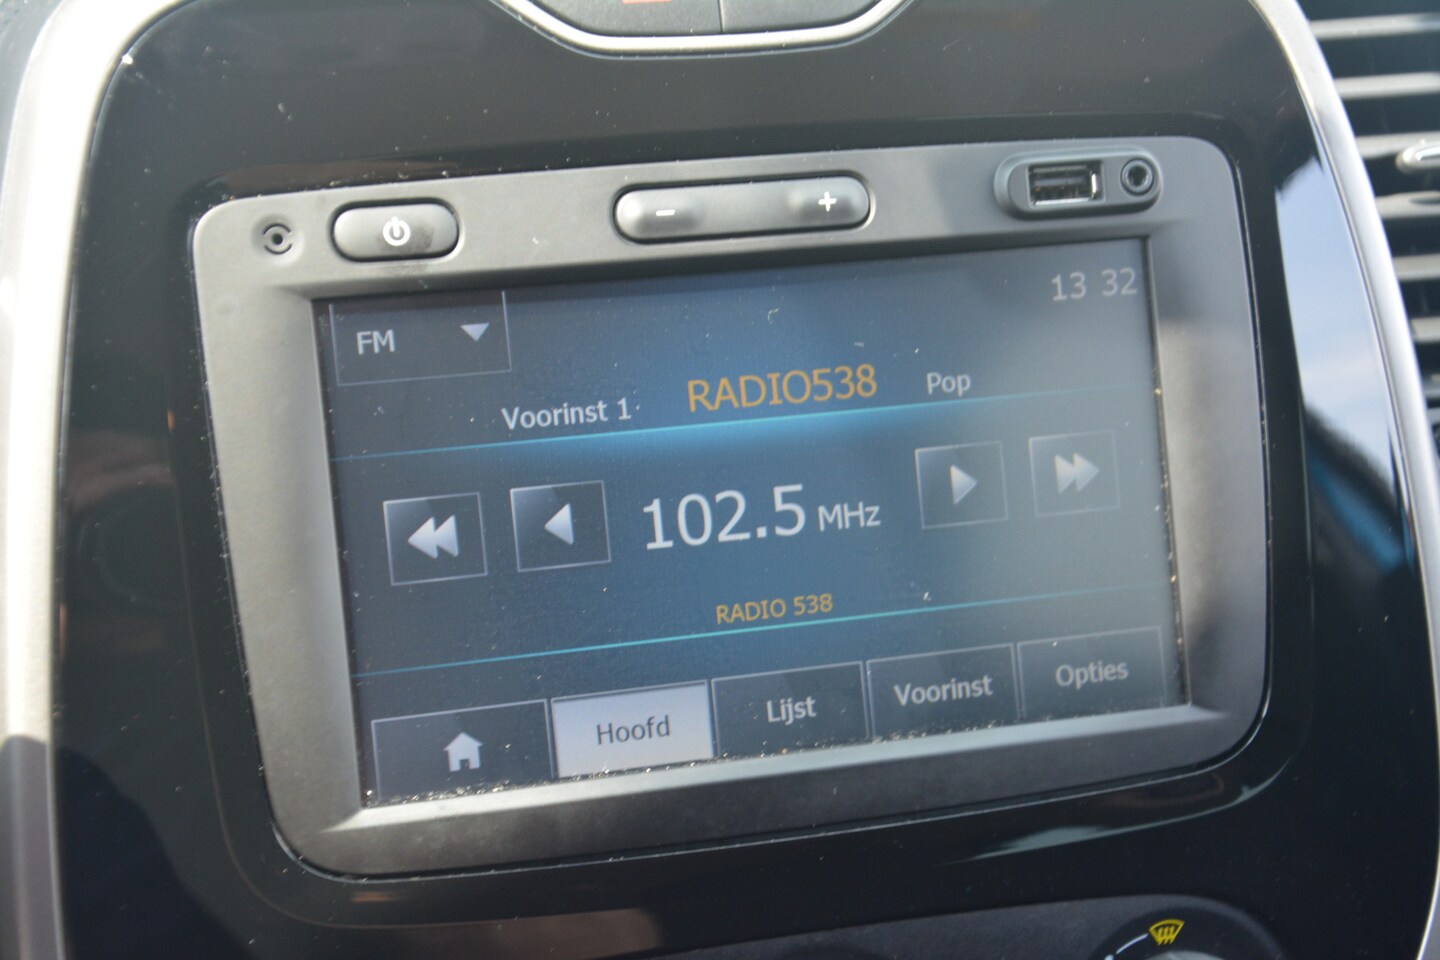 13 32
FM
Voorinst 1 RADIO538 Pop
102.5 MHz
RADIO 538
Hoofd Lijst Voorinst Opties